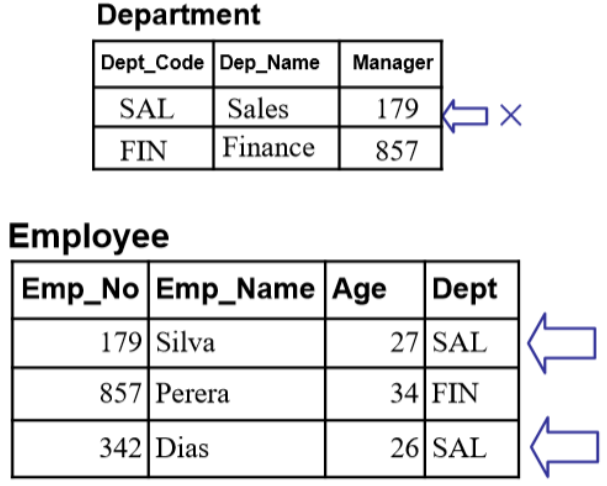 Department
Dept_Code Dep_Name Manager
SAL Sales 179
FIN Finance 857
Employee
Emp_No Emp_Name Age Dept
179 Silva 27 SAL
857 Perera 34 FIN
342 Dias 26 SAL